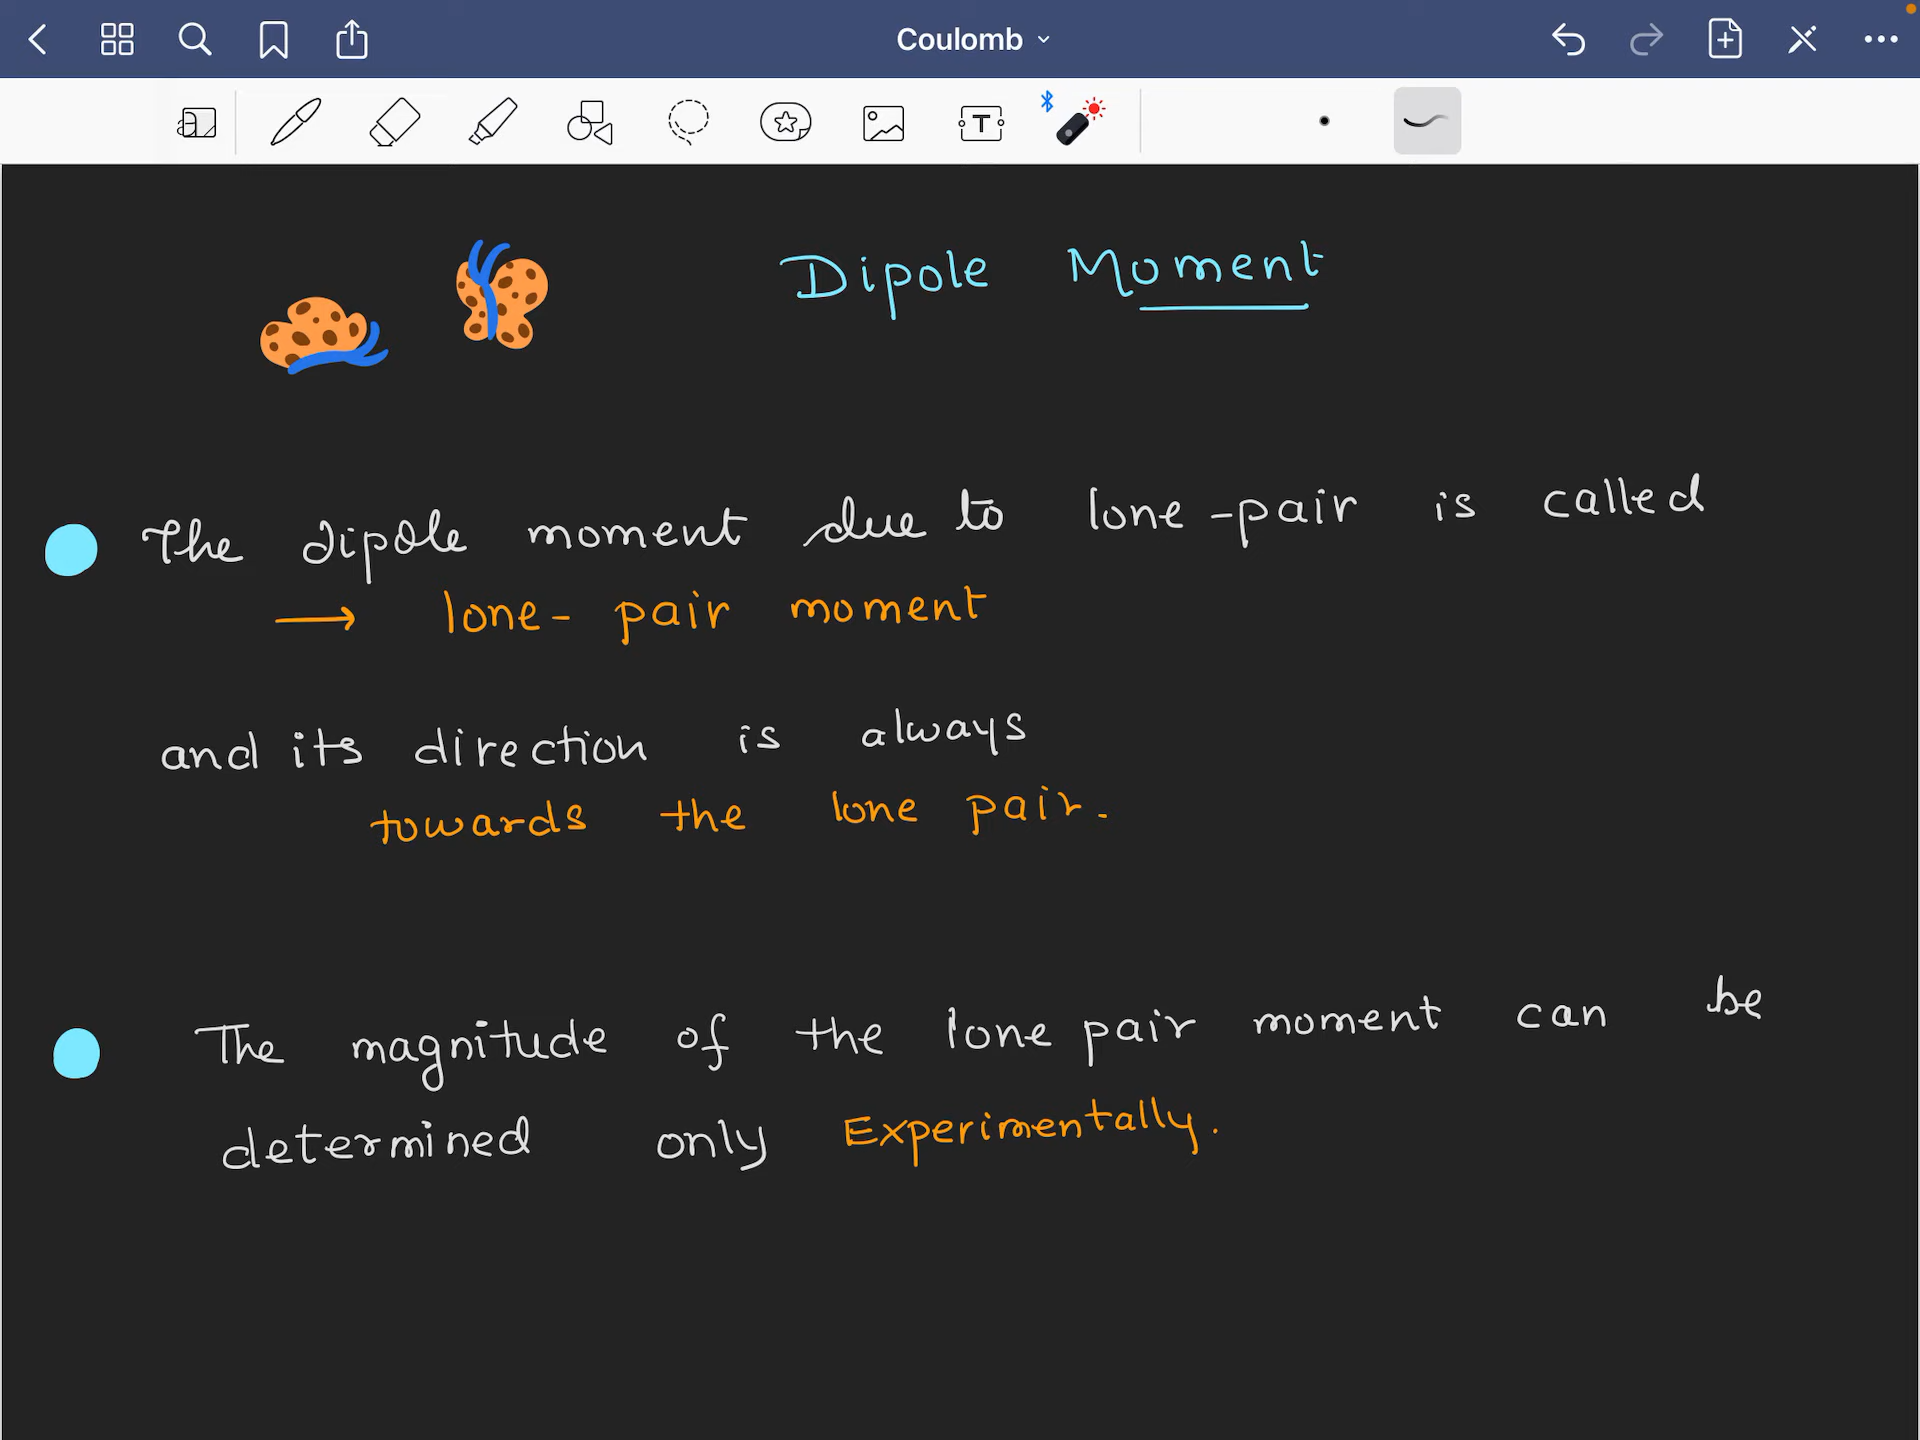 Coulomb
T
Dipole Moment
The dipole moment due to lone-pair is called
→ lone-pair moment
and its direction is always
towards the lone pair.
The magnitude of the lone pair moment can be
determined only Experimentally.